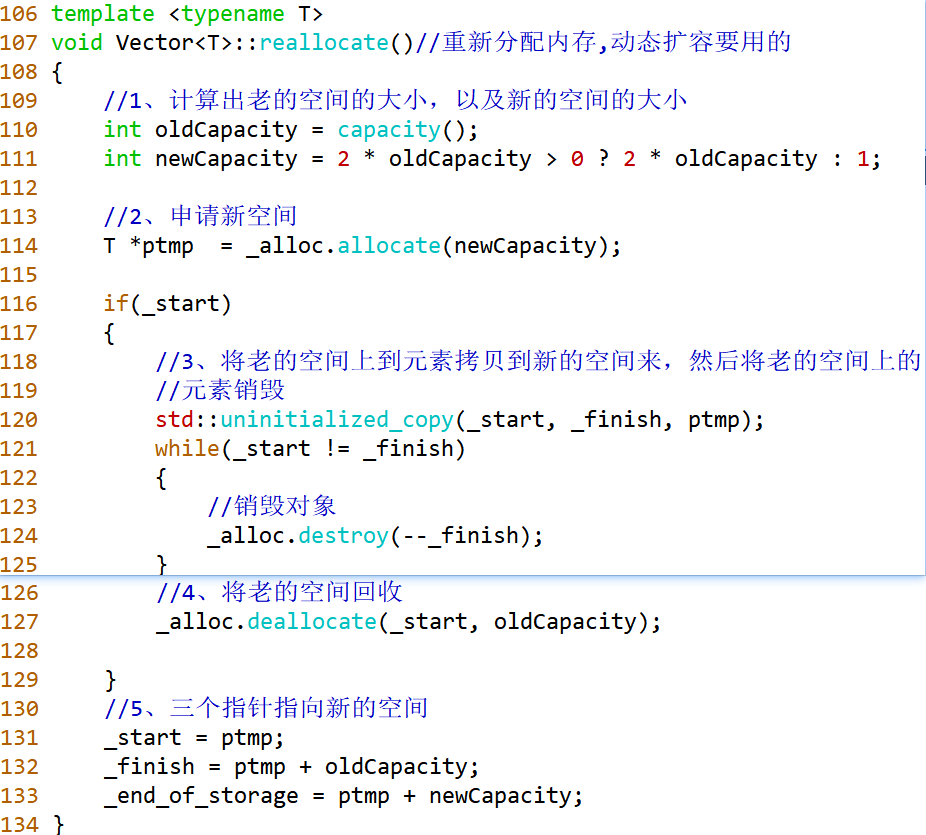 106 template <typename T>
107 void Vector<T>::reallocate()//重新分配内存,动态扩容要用的
108 {
109     //1、计算出老的空间的大小，以及新的空间的大小
110     int oldCapacity = capacity();
111     int newCapacity = 2 * oldCapacity > 0 ? 2 * oldCapacity : 1;
112
113     //2、申请新空间
114     T *ptmp  = _alloc.allocate(newCapacity);
115
116     if(_start)
117     {
118         //3、将老的空间上到元素拷贝到新的空间来，然后将老的空间上的
119         //元素销毁
120         std::uninitialized_copy(_start, _finish, ptmp);
121         while(_start != _finish)
122         {
123             //销毁对象
124             _alloc.destroy(--_finish);
125         }
126         //4、将老的空间回收
127         _alloc.deallocate(_start, oldCapacity);
128
129     }
130     //5、三个指针指向新的空间
131     _start = ptmp;
132     _finish = ptmp + oldCapacity;
133     _end_of_storage = ptmp + newCapacity;
134 }